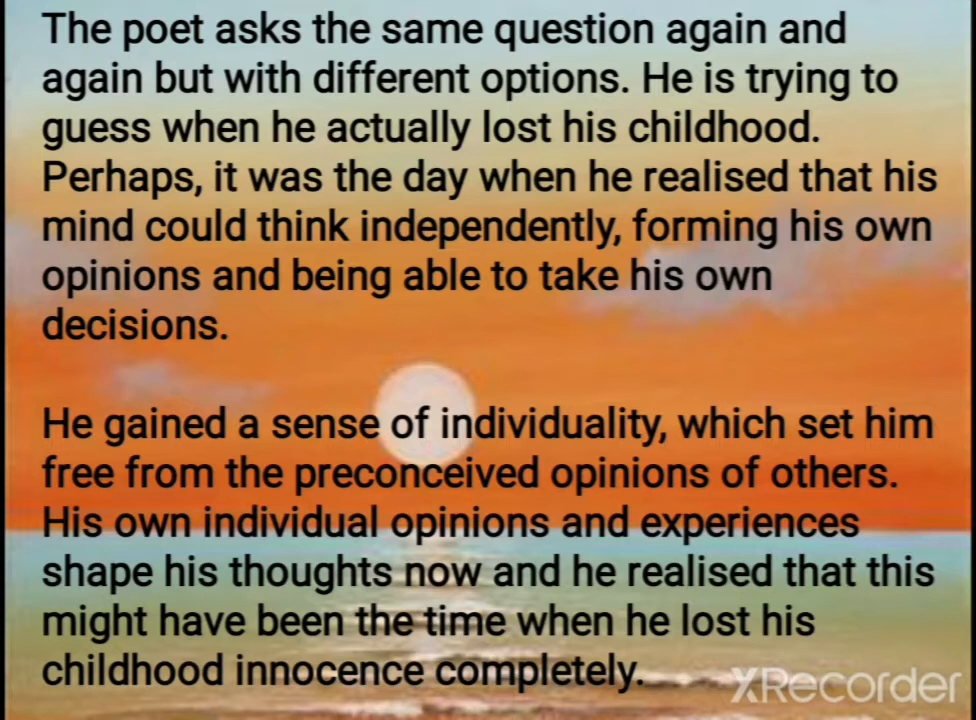 The poet asks the same question again and
again but with different options. He is trying to
guess when he actually lost his childhood.
Perhaps, it was the day when he realised that his
mind could think independently, forming his own
opinions and being able to take his own
decisions.
He gained a sense of individuality, which set him
free from the preconceived opinions of others.
His own individual opinions and experiences
shape his thoughts now and he realised that this
might have been the time when he lost his
childhood innocence completely.
XRecorder